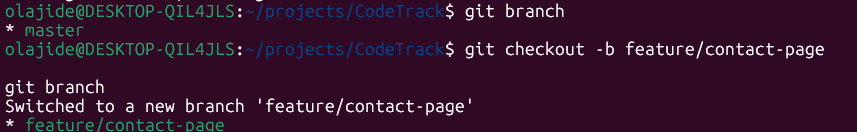 olajide@DESKTOP-QIL4JLS:~/projects/CodeTrack$ git branch
* master
olajide@DESKTOP-QIL4JLS:~/projects/CodeTrack$ git checkout -b feature/contact-page
git branch
Switched to a new branch 'feature/contact-page'
* feature/contact-page